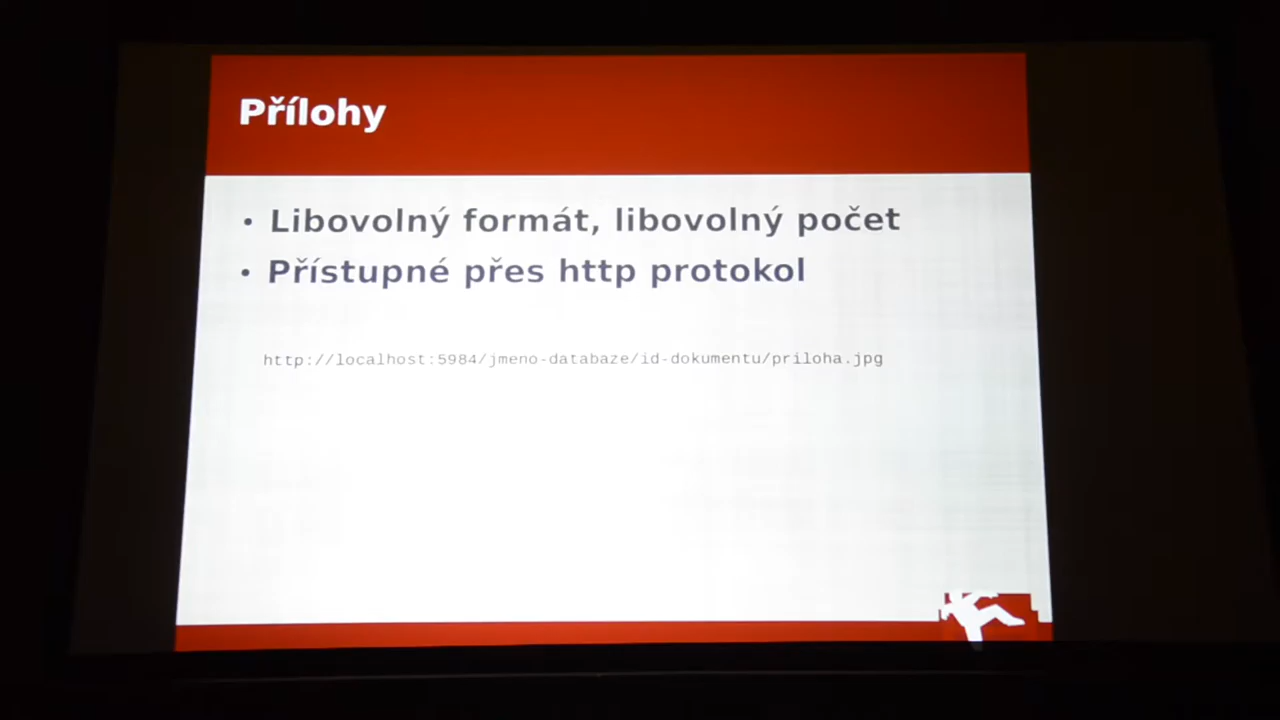 Přílohy
• Libovolný formát, libovolný počet
• Přístupné přes http protokol
http://localhost:5984/jmeno-databaze/id-dokumentu/priloha.jpg